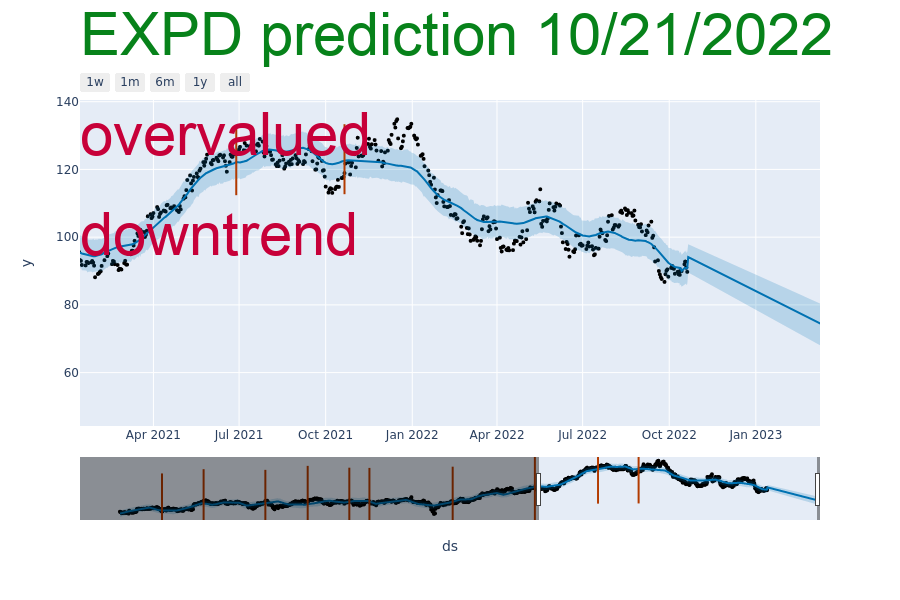 EXPD prediction 10/21/2022
1w 1m 6m 1y all
overvalued
downtrend
140
120
100
80
60
y
Apr 2021 Jul 2021 Oct 2021 Jan 2022 Apr 2022 Jul 2022 Oct 2022 Jan 2023
ds